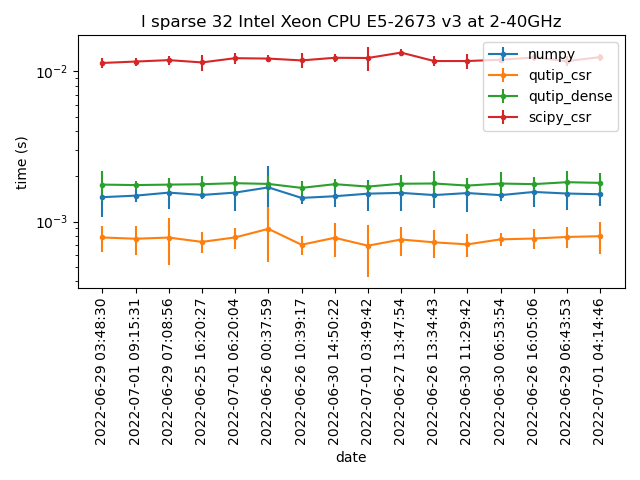 I sparse 32 Intel Xeon CPU E5-2673 v3 at 2-40GHz
numpy
qutip_csr
qutip_dense
scipy_csr
time (s)
10⁻²
10⁻³
2022-06-29 03:48:30
2022-07-01 09:15:31
2022-06-29 07:08:56
2022-06-25 16:20:27
2022-07-01 06:20:04
2022-06-26 00:37:59
2022-06-26 10:39:17
2022-06-30 14:50:22
2022-07-01 03:49:42
2022-06-27 13:47:54
2022-06-26 13:34:43
2022-06-30 11:29:42
2022-06-30 06:53:54
2022-06-26 16:05:06
2022-06-29 06:43:53
2022-07-01 04:14:46
date